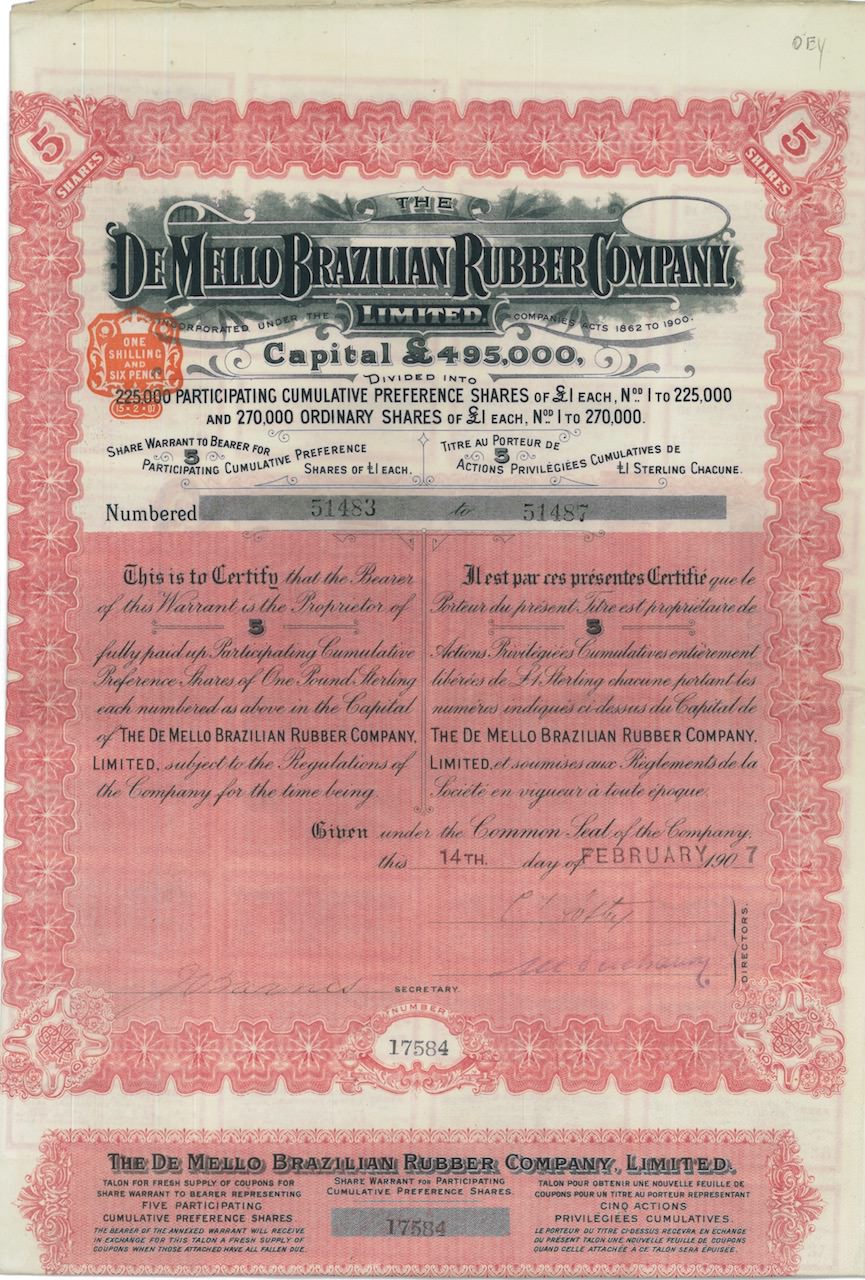 OEY
5 SHARES
5 SHARES
THE
DE MELLO BRAZILIAN RUBBER COMPANY,
LIMITED.
INCORPORATED UNDER THE COMPANIES ACTS 1862 TO 1900.
ONE
SHILLING
AND
SIX PENCE
15·2·07
Capital £495,000,
DIVIDED INTO
225,000 PARTICIPATING CUMULATIVE PREFERENCE SHARES OF £1 EACH, Nos. 1 TO 225,000
AND 270,000 ORDINARY SHARES OF £1 EACH, Nos. 1 TO 270,000.
SHARE WARRANT TO BEARER FOR
5
PARTICIPATING CUMULATIVE PREFERENCE
SHARES OF £1 EACH.
TITRE AU PORTEUR DE
5
ACTIONS PRIVILÉGIÉES CUMULATIVES DE
£1 STERLING CHACUNE.
Numbered 51483 to 51487
This is to Certify that the Bearer
of this Warrant is the Proprietor of
5
fully paid up Participating Cumulative
Preference Shares of One Pound Sterling
each numbered as above in the Capital
of THE DE MELLO BRAZILIAN RUBBER COMPANY,
LIMITED, subject to the Regulations of
the Company for the time being.
Il est par ces présentes Certifié que le
Porteur du présent Titre est propriétaire de
5
Actions Privilégiées Cumulatives entièrement
libérées de £1 Sterling chacune portant les
numéros indiqués ci-dessus du Capital de
THE DE MELLO BRAZILIAN RUBBER COMPANY,
LIMITED, et soumises aux Règlements de la
Société en vigueur à toute époque.
Given under the Common Seal of the Company,
this 14TH. day of FEBRUARY 1907
DIRECTORS.
SECRETARY.
NUMBER
17584
THE DE MELLO BRAZILIAN RUBBER COMPANY, LIMITED.
TALON FOR FRESH SUPPLY OF COUPONS FOR
SHARE WARRANT TO BEARER REPRESENTING
FIVE PARTICIPATING
CUMULATIVE PREFERENCE SHARES
THE BEARER OF THE ANNEXED WARRANT WILL RECEIVE
IN EXCHANGE FOR THIS TALON A FRESH SUPPLY OF
COUPONS WHEN THOSE ATTACHED HAVE ALL FALLEN DUE.
SHARE WARRANT FOR PARTICIPATING
CUMULATIVE PREFERENCE SHARES.
17584
TALON POUR OBTENIR UNE NOUVELLE FEUILLE DE
COUPONS POUR UN TITRE AU PORTEUR REPRÉSENTANT
CINQ ACTIONS
PRIVILÉGIÉES CUMULATIVES.
LE PORTEUR DU TITRE CI-DESSUS RECEVRA EN ÉCHANGE
DU PRÉSENT TALON UNE NOUVELLE FEUILLE DE COUPONS
QUAND CELLE ATTACHÉE À CE TALON SERA ÉPUISÉE.